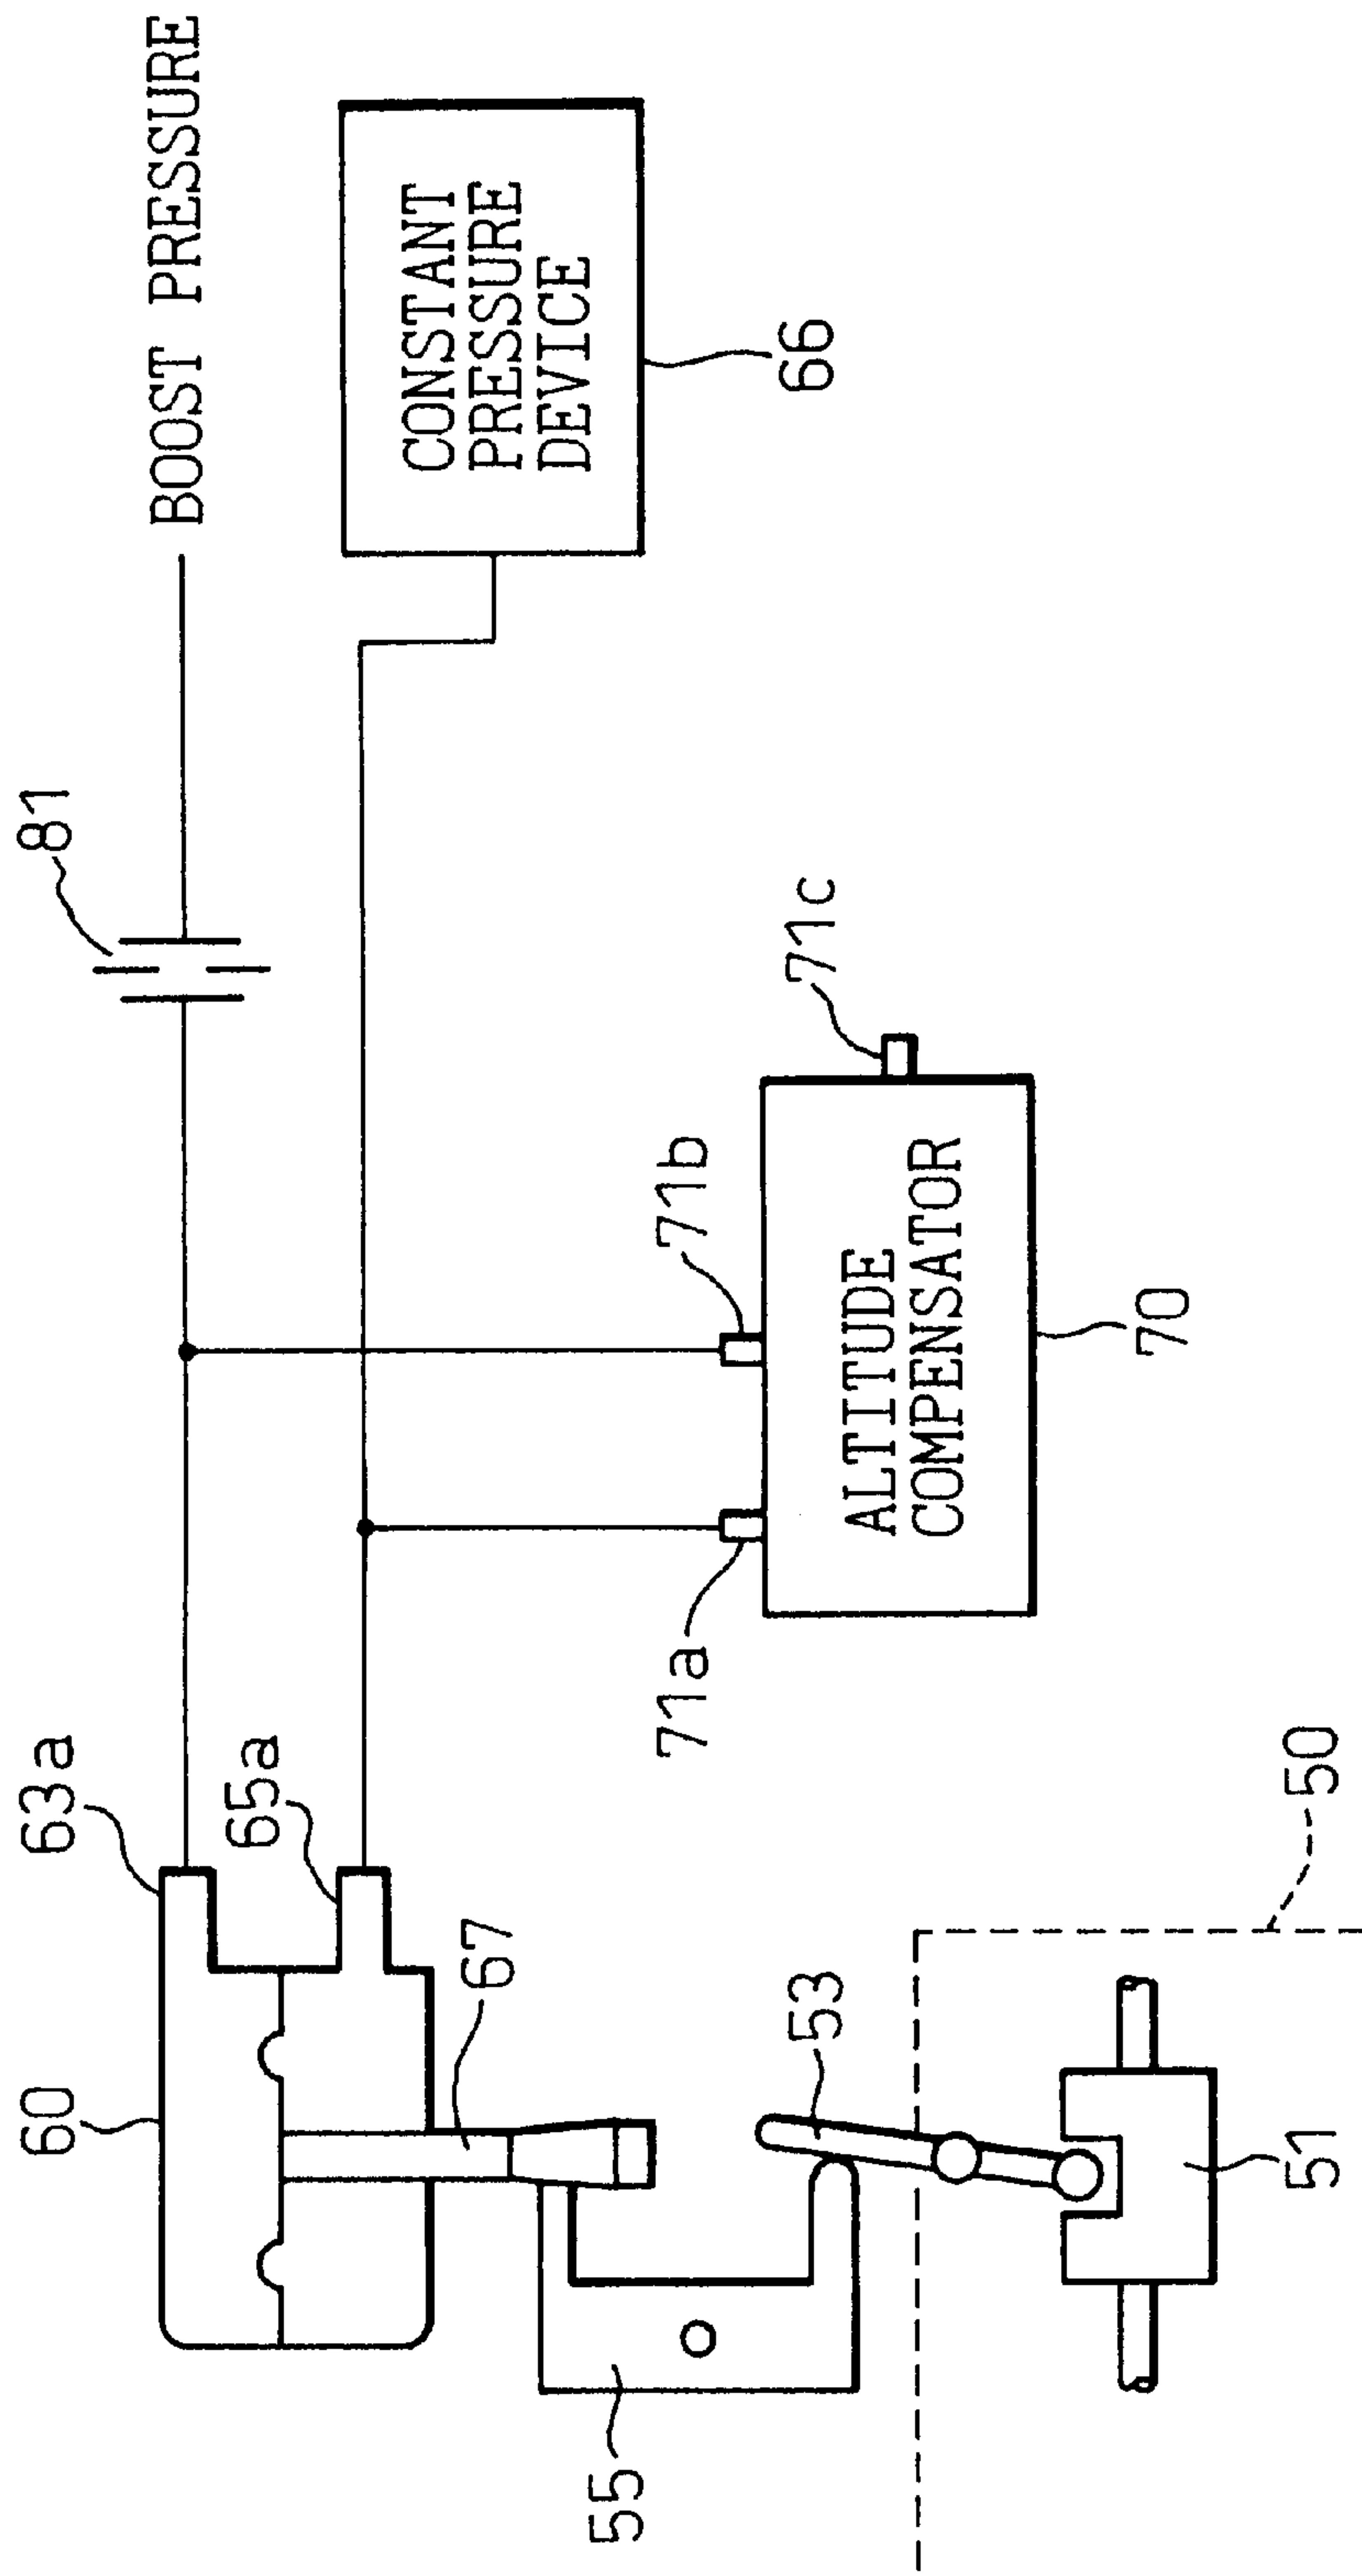 BOOST PRESSURE
CONSTANT
PRESSURE
DEVICE
66
81
71c
71b
ALTITUDE
COMPENSATOR
70
71a
63a
65a
60
67
53
50
51
55